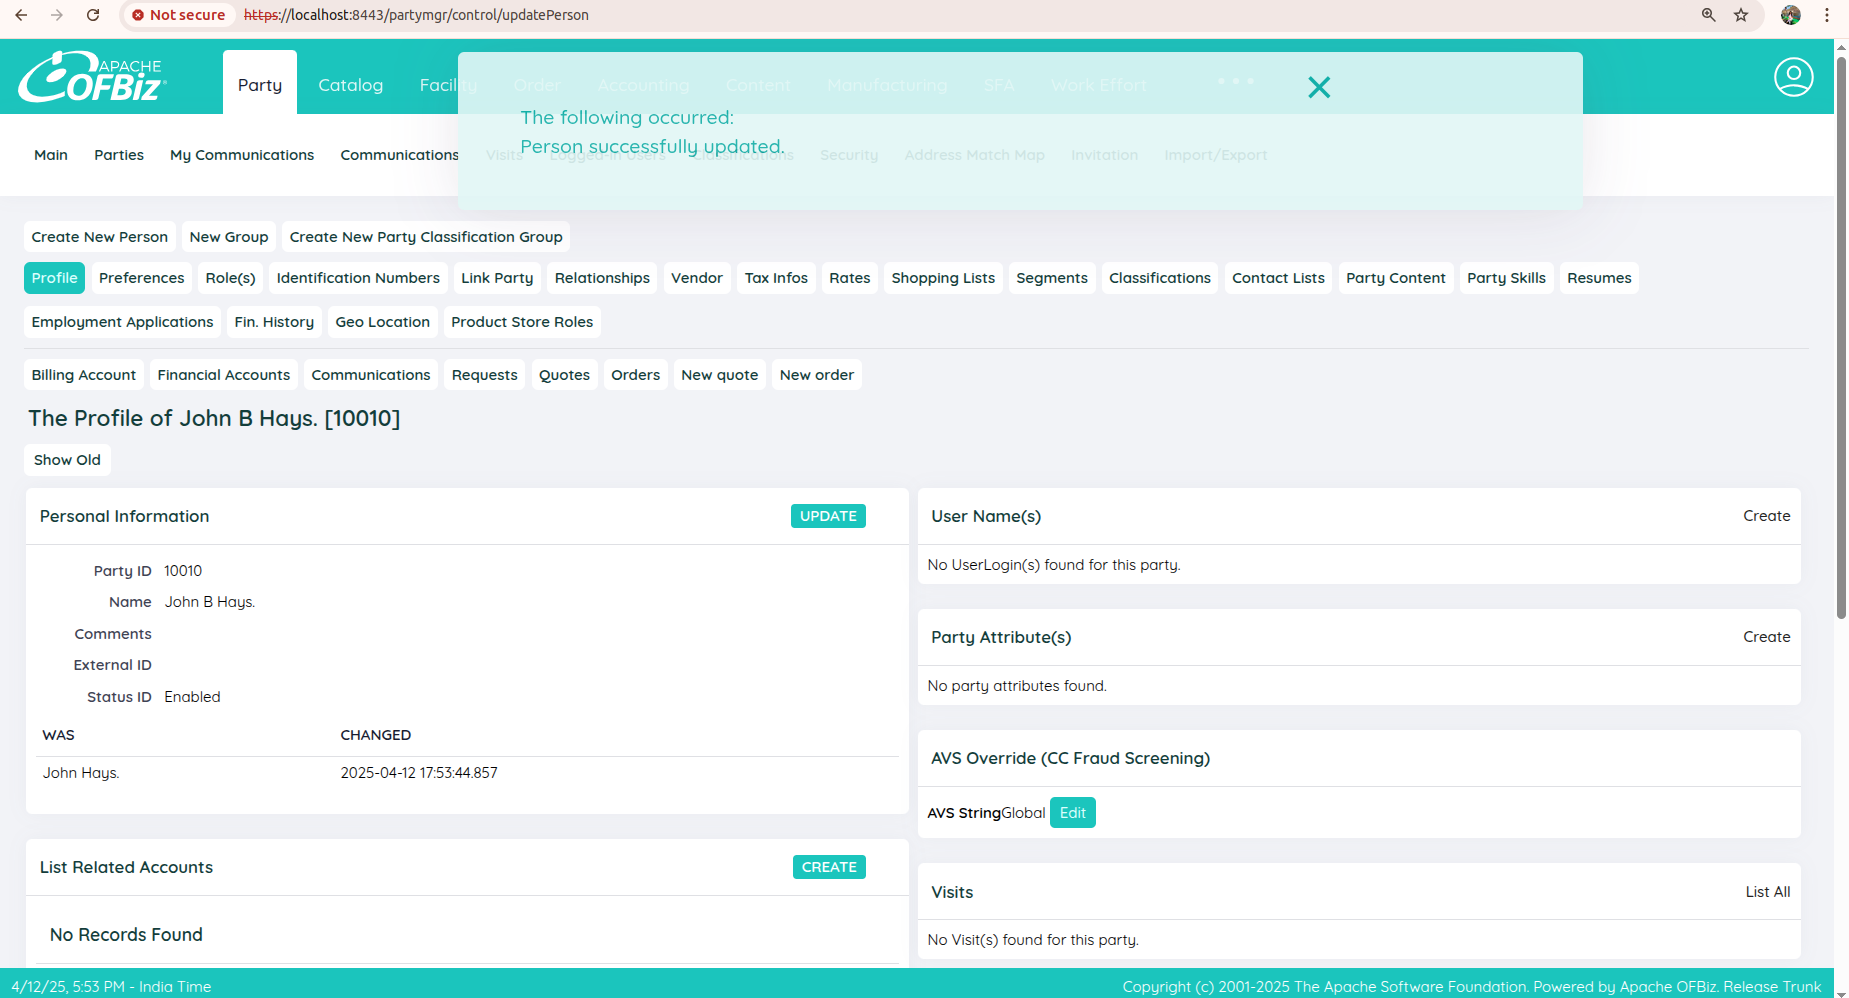 Not secure https://localhost:8443/partymgr/control/updatePerson
APACHE OFBiz Party Catalog Facility Order Accounting Content Manufacturing SFA Work Effort
The following occurred:
Person successfully updated.
Main Parties My Communications Communications Visits Logged-in Users Classifications Security Address Match Map Invitation Import/Export
Create New Person New Group Create New Party Classification Group
Profile Preferences Role(s) Identification Numbers Link Party Relationships Vendor Tax Infos Rates Shopping Lists Segments Classifications Contact Lists Party Content Party Skills Resumes
Employment Applications Fin. History Geo Location Product Store Roles
Billing Account Financial Accounts Communications Requests Quotes Orders New quote New order
The Profile of John B Hays. [10010]
Show Old
Personal Information UPDATE
Party ID 10010
Name John B Hays.
Comments
External ID
Status ID Enabled
WAS CHANGED
John Hays. 2025-04-12 17:53:44.857
List Related Accounts CREATE
No Records Found
User Name(s) Create
No UserLogin(s) found for this party.
Party Attribute(s) Create
No party attributes found.
AVS Override (CC Fraud Screening)
AVS StringGlobal Edit
Visits List All
No Visit(s) found for this party.
4/12/25, 5:53 PM - India Time Copyright (c) 2001-2025 The Apache Software Foundation. Powered by Apache OFBiz. Release Trunk